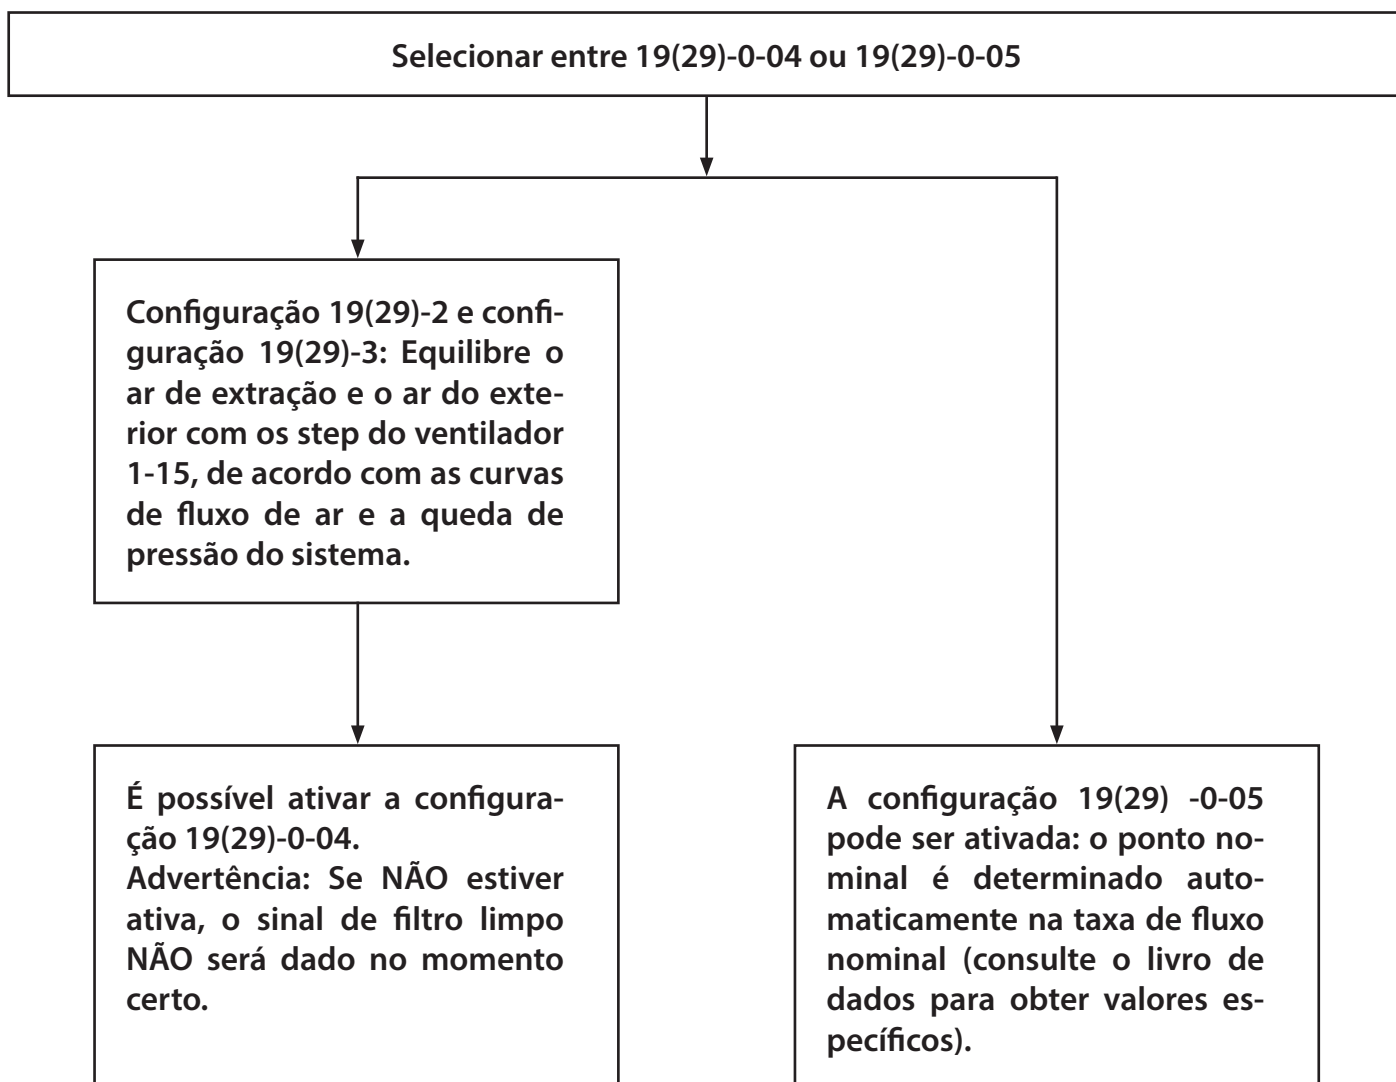 Selecionar entre 19(29)-0-04 ou 19(29)-0-05
Configuração 19(29)-2 e confi-
guração 19(29)-3: Equilibre o
ar de extração e o ar do exte-
rior com os step do ventilador
1-15, de acordo com as curvas
de fluxo de ar e a queda de
pressão do sistema.
É possível ativar a configura-
ção 19(29)-0-04.
Advertência: Se NÃO estiver
ativa, o sinal de filtro limpo
NÃO será dado no momento
certo.
A configuração 19(29) -0-05
pode ser ativada: o ponto no-
minal é determinado auto-
maticamente na taxa de fluxo
nominal (consulte o livro de
dados para obter valores es-
pecíficos).